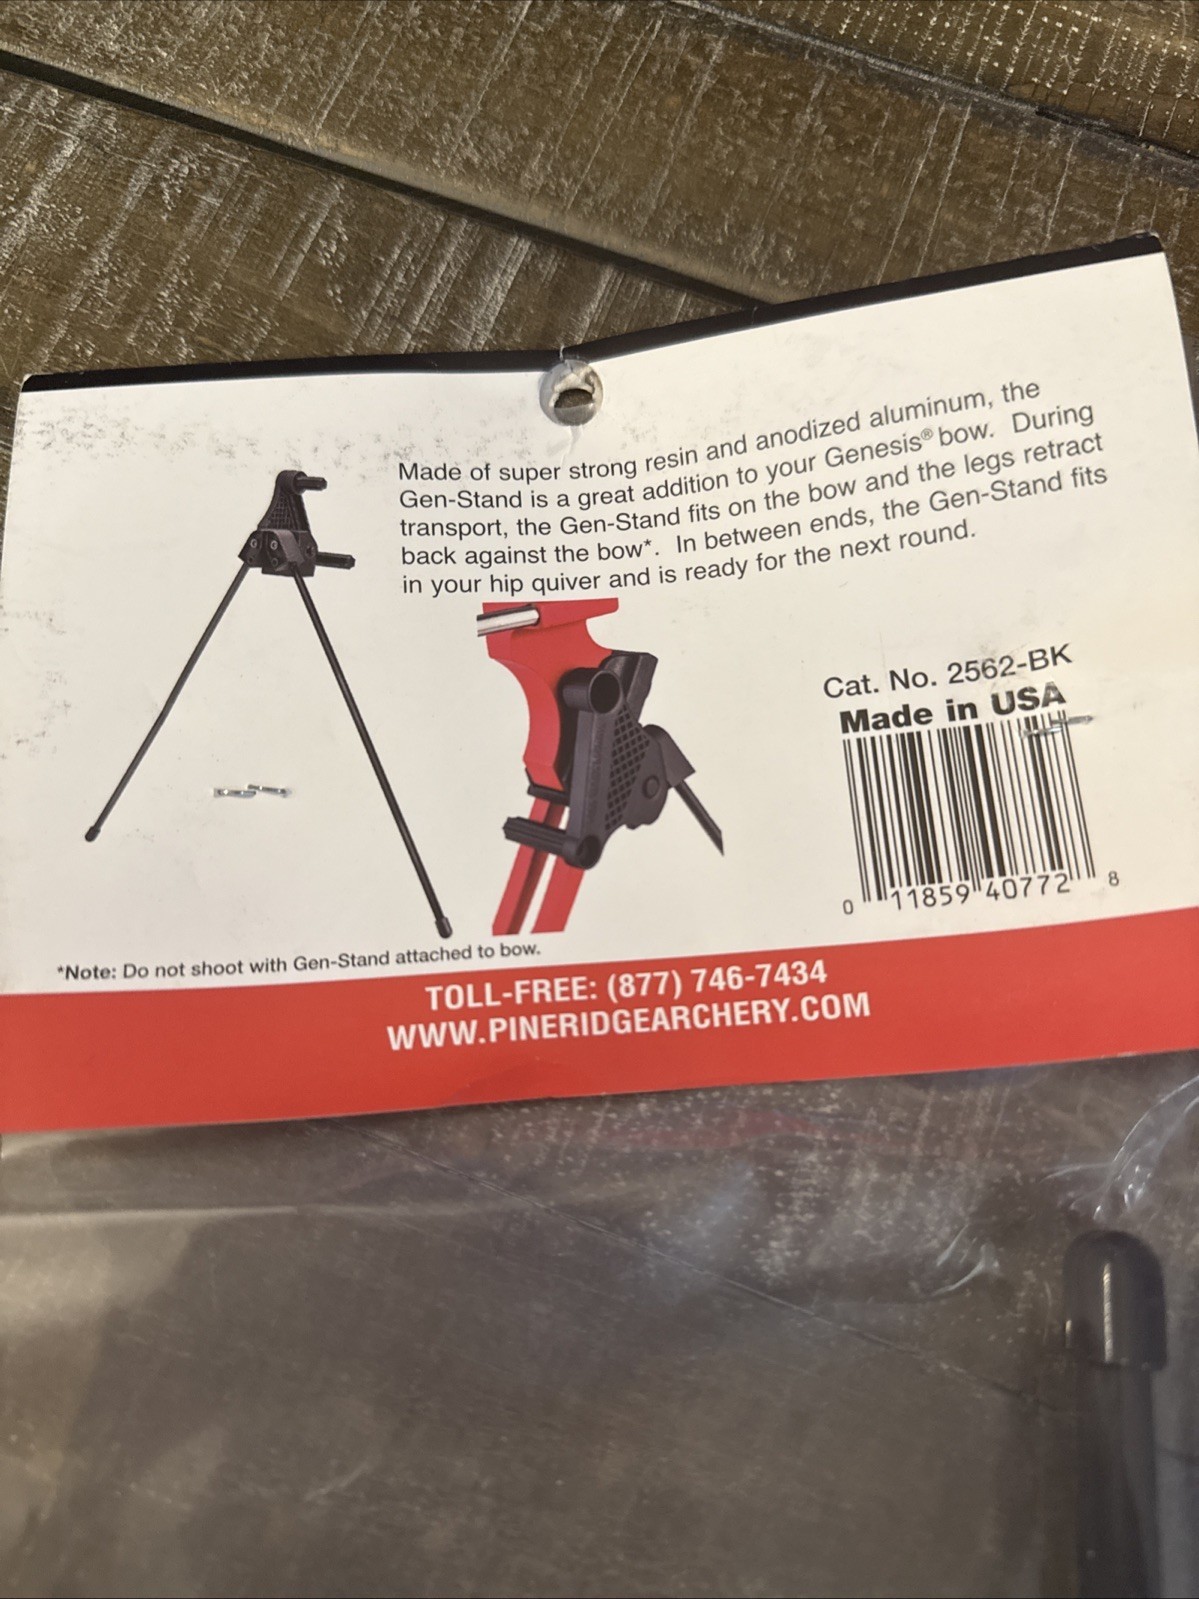 Made of super strong resin and anodized aluminum, the
Gen-Stand is a great addition to your Genesis® bow. During
transport, the Gen-Stand fits on the bow and the legs retract
back against the bow*. In between ends, the Gen-Stand fits
in your hip quiver and is ready for the next round.
Cat. No. 2562-BK
Made in USA
0 11859 40772 8
*Note: Do not shoot with Gen-Stand attached to bow.
TOLL-FREE: (877) 746-7434
WWW.PINERIDGEARCHERY.COM